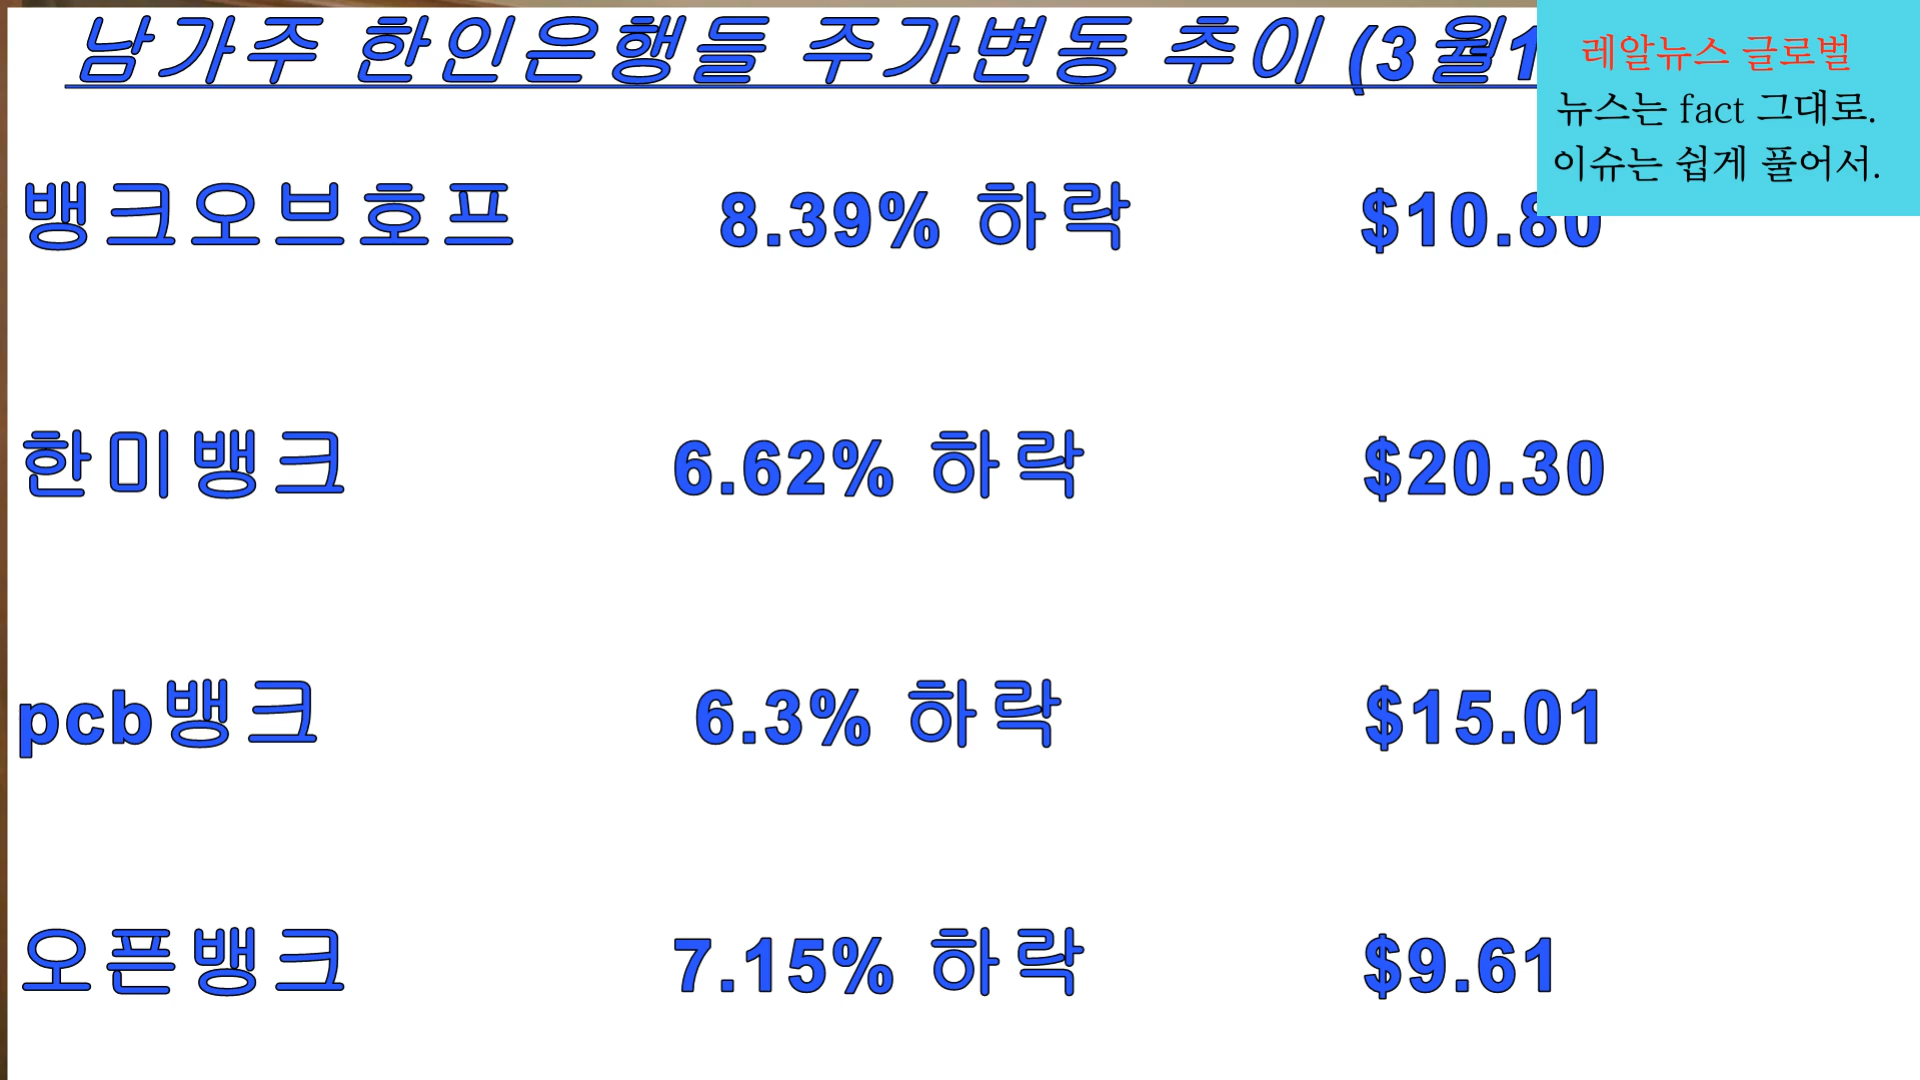 남가주 한인은행들 주가변동 추이 (3월1
레알뉴스 글로벌
뉴스는 fact 그대로.
이슈는 쉽게 풀어서.
뱅크오브호프 8.39% 하락 $10.80
한미뱅크 6.62% 하락 $20.30
pcb뱅크 6.3% 하락 $15.01
오픈뱅크 7.15% 하락 $9.61